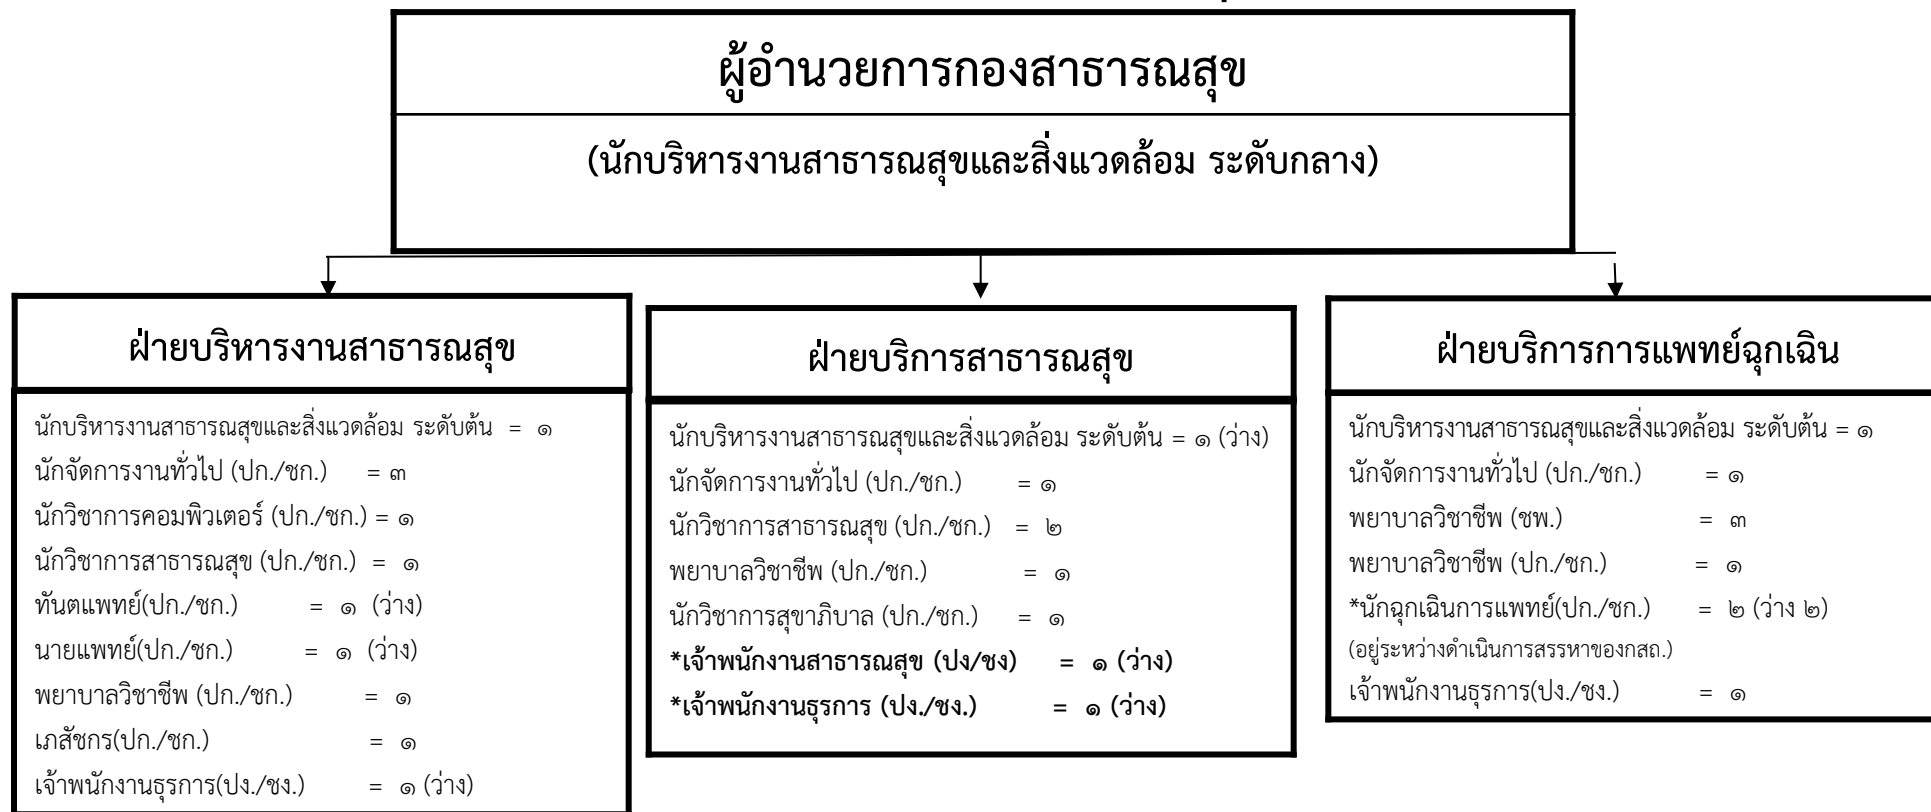 ผู้อำนวยการกองสาธารณสุข
(นักบริหารงานสาธารณสุขและสิ่งแวดล้อม ระดับกลาง)
ฝ่ายบริหารงานสาธารณสุข
นักบริหารงานสาธารณสุขและสิ่งแวดล้อม ระดับต้น = ๑
นักจัดการงานทั่วไป (ปก./ชก.) = ๓
นักวิชาการคอมพิวเตอร์ (ปก./ชก.) = ๑
นักวิชาการสาธารณสุข (ปก./ชก.) = ๑
ทันตแพทย์(ปก./ชก.) = ๑ (ว่าง)
นายแพทย์(ปก./ชก.) = ๑ (ว่าง)
พยาบาลวิชาชีพ (ปก./ชก.) = ๑
เภสัชกร(ปก./ชก.) = ๑
เจ้าพนักงานธุรการ(ปง./ชง.) = ๑ (ว่าง)
ฝ่ายบริการสาธารณสุข
นักบริหารงานสาธารณสุขและสิ่งแวดล้อม ระดับต้น = ๑ (ว่าง)
นักจัดการงานทั่วไป (ปก./ชก.) = ๑
นักวิชาการสาธารณสุข (ปก./ชก.) = ๒
พยาบาลวิชาชีพ (ปก./ชก.) = ๑
นักวิชาการสุขาภิบาล (ปก./ชก.) = ๑
*เจ้าพนักงานสาธารณสุข (ปง/ชง) = ๑ (ว่าง)
*เจ้าพนักงานธุรการ (ปง./ชง.) = ๑ (ว่าง)
ฝ่ายบริการการแพทย์ฉุกเฉิน
นักบริหารงานสาธารณสุขและสิ่งแวดล้อม ระดับต้น = ๑
นักจัดการงานทั่วไป (ปก./ชก.) = ๑
พยาบาลวิชาชีพ (ชพ.) = ๓
พยาบาลวิชาชีพ (ปก./ชก.) = ๑
*นักฉุกเฉินการแพทย์(ปก./ชก.) = ๒ (ว่าง ๒)
(อยู่ระหว่างดำเนินการสรรหาของกสถ.)
เจ้าพนักงานธุรการ(ปง./ชง.) = ๑